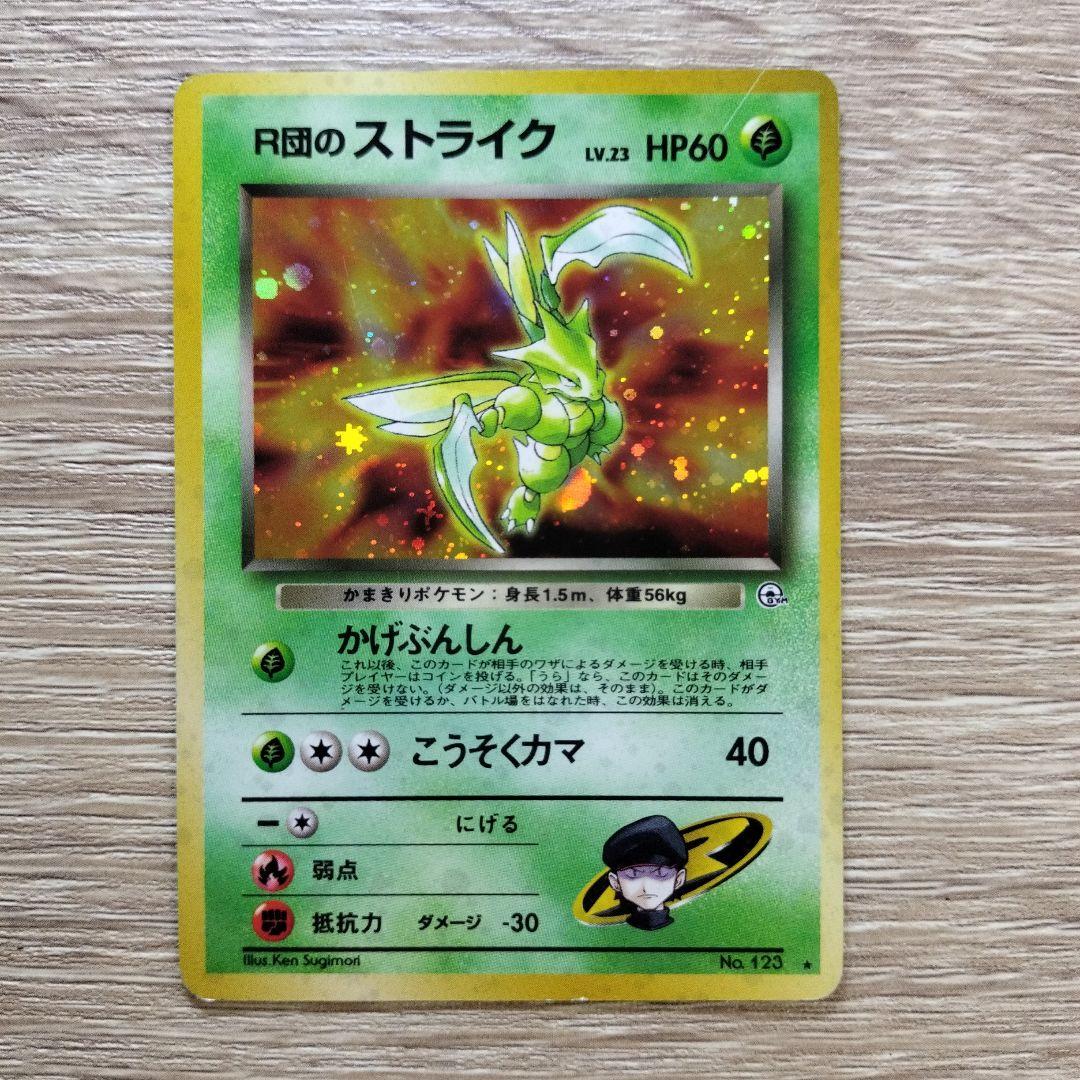 R団の ストライク LV.23 HP60
かまきりポケモン：身長1.5m、体重56kg
GYM
かげぶんしん
これ以後、このカードが相手のワザによるダメージを受ける時、相手
プレイヤーはコインを投げる。「うら」なら、このカードはそのダメー
ジを受けない。（ダメージ以外の効果は、そのまま）。このカードがダ
メージを受けるか、バトル場をはなれた時、この効果は消える。
こうそくカマ 40
− にげる
弱点
抵抗力 ダメージ -30
Illus.Ken Sugimori No. 123 ★